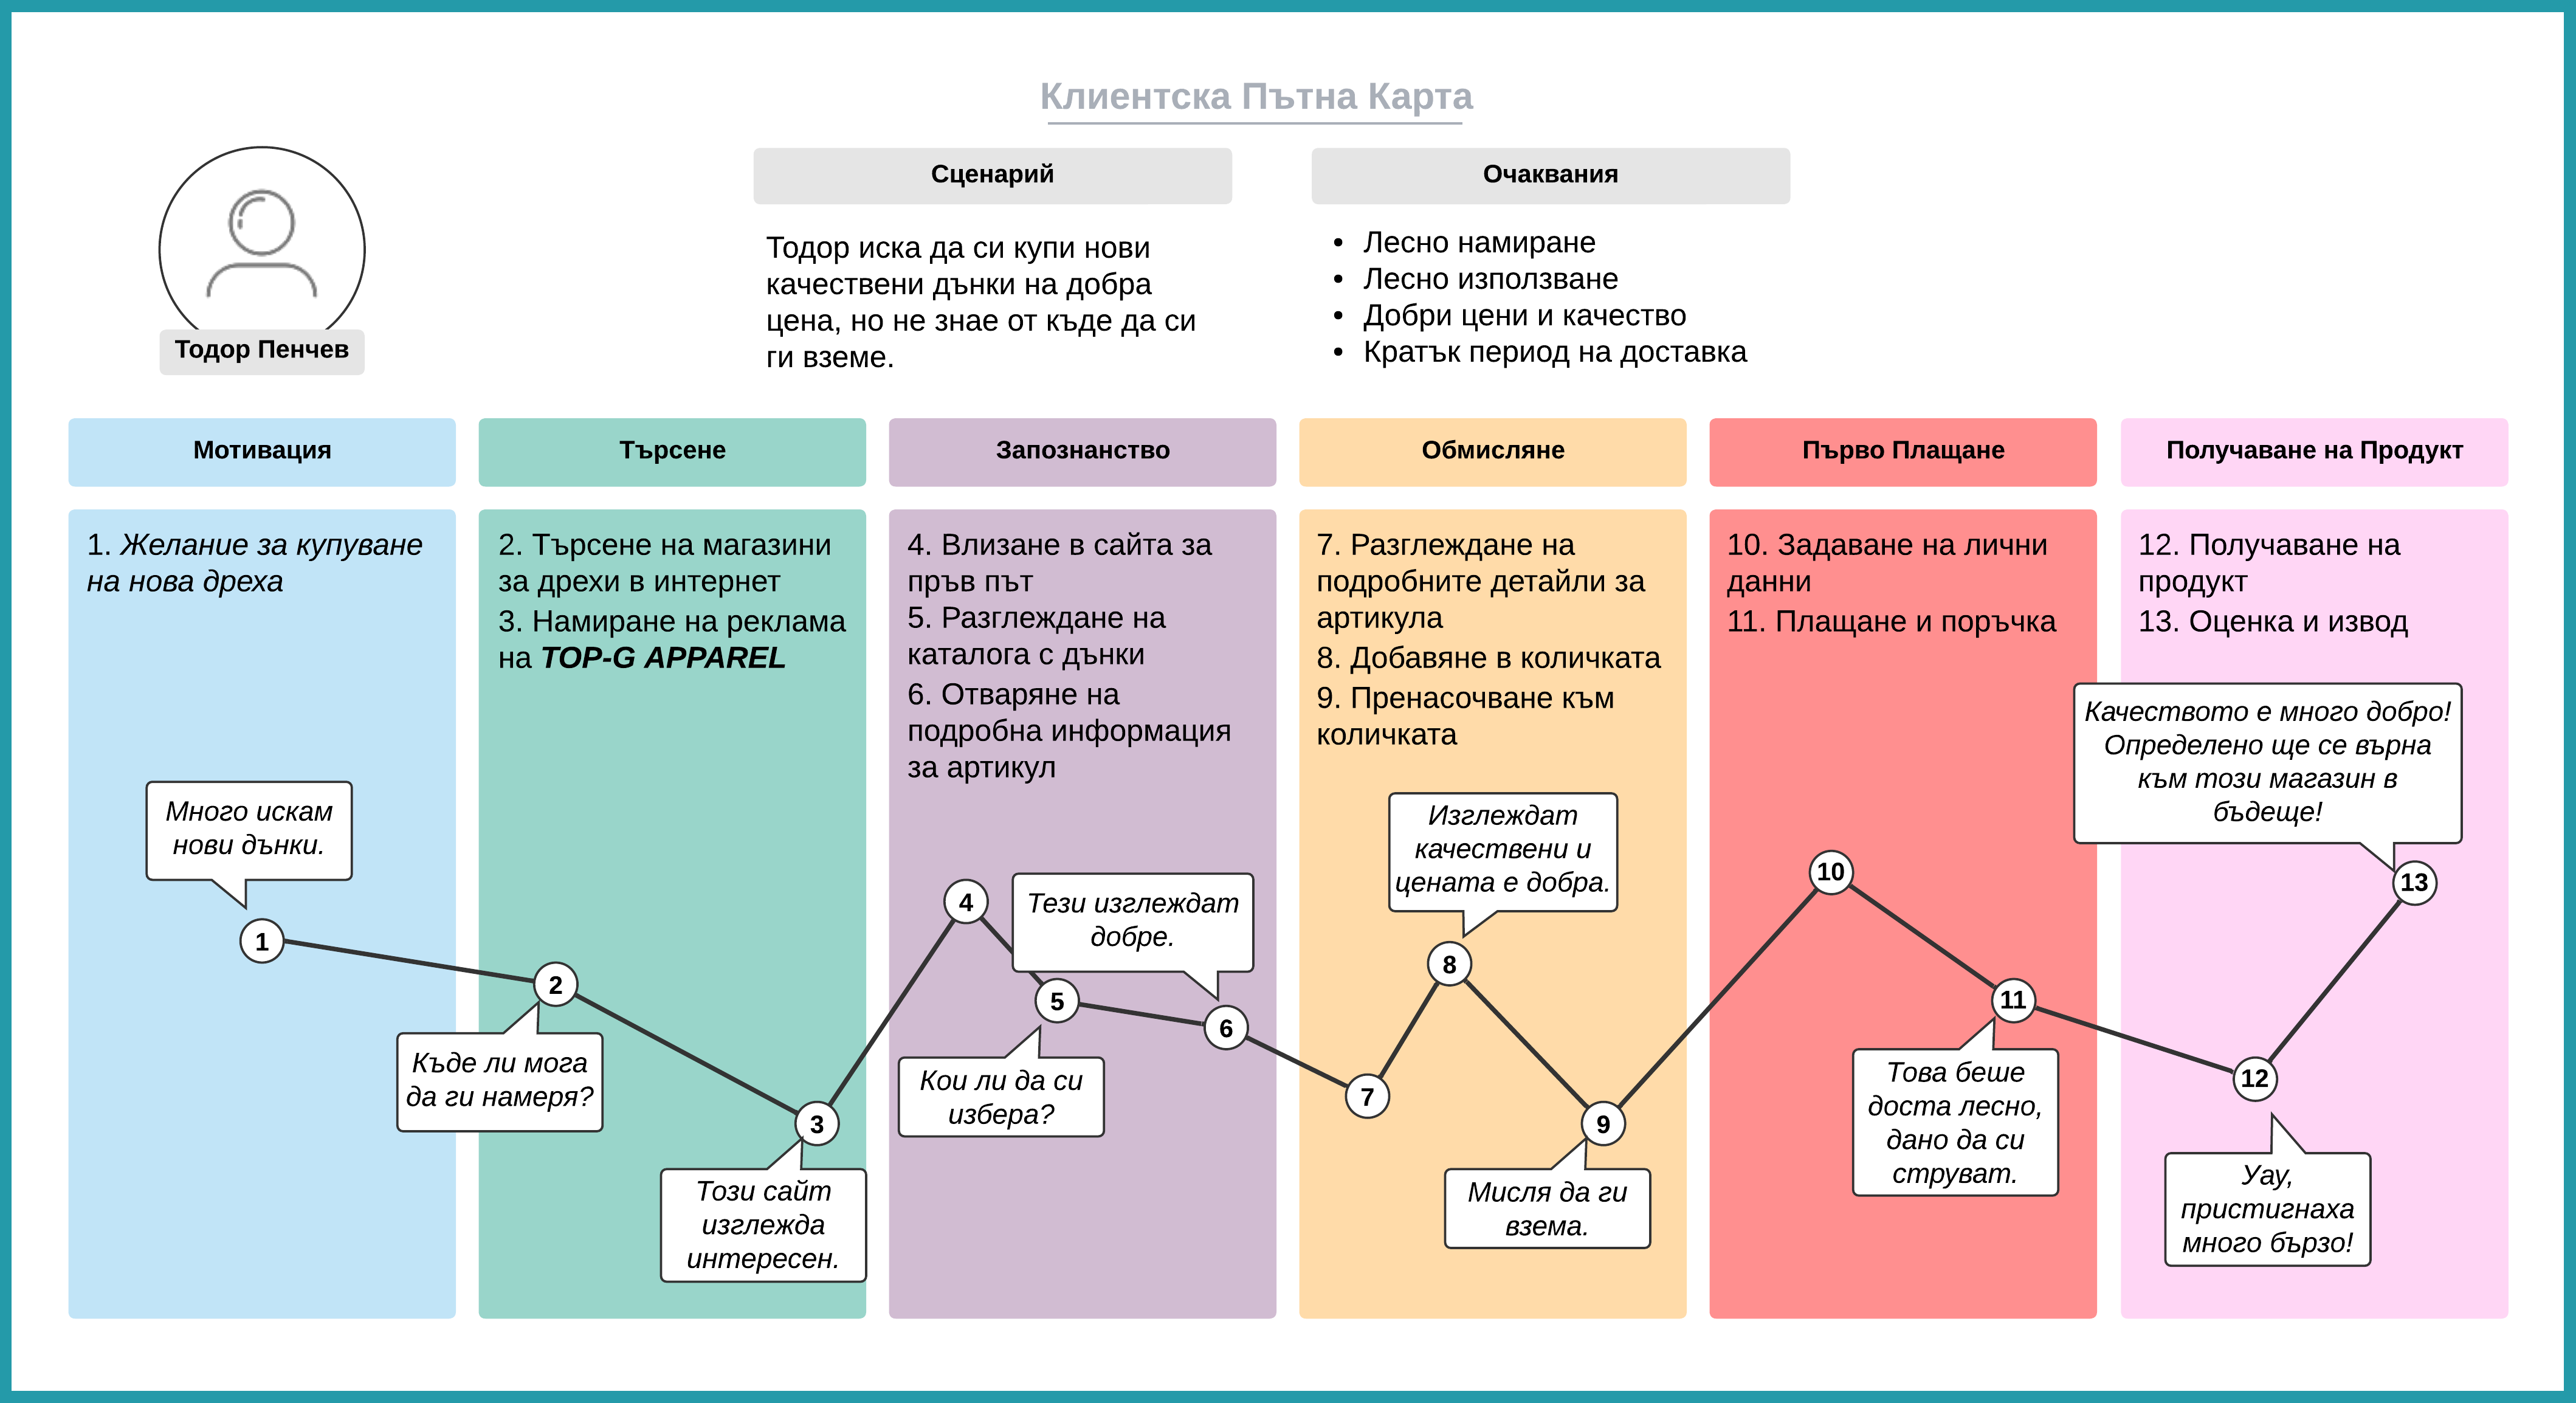 Клиентска Пътна Карта
Тодор Пенчев
Сценарий
Тодор иска да си купи нови
качествени дънки на добра
цена, но не знае от къде да си
ги вземе.
Очаквания
• Лесно намиране
• Лесно използване
• Добри цени и качество
• Кратък период на доставка
Мотивация
1. Желание за купуване
на нова дреха
Много искам
нови дънки.
1
Търсене
2. Търсене на магазини
за дрехи в интернет
3. Намиране на реклама
на TOP-G APPAREL
2
Къде ли мога
да ги намеря?
3
Този сайт
изглежда
интересен.
Запознанство
4. Влизане в сайта за
пръв път
5. Разглеждане на
каталога с дънки
6. Отваряне на
подробна информация
за артикул
4
Тези изглеждат
добре.
5
6
Кои ли да си
избера?
Обмисляне
7. Разглеждане на
подробните детайли за
артикула
8. Добавяне в количката
9. Пренасочване към
количката
Изглеждат
качествени и
цената е добра.
8
7
9
Мисля да ги
взема.
Първо Плащане
10. Задаване на лични
данни
11. Плащане и поръчка
10
11
Това беше
доста лесно,
дано да си
струват.
Получаване на Продукт
12. Получаване на
продукт
13. Оценка и извод
Качеството е много добро!
Определено ще се върна
към този магазин в
бъдеще!
13
12
Уау,
пристигнаха
много бързо!